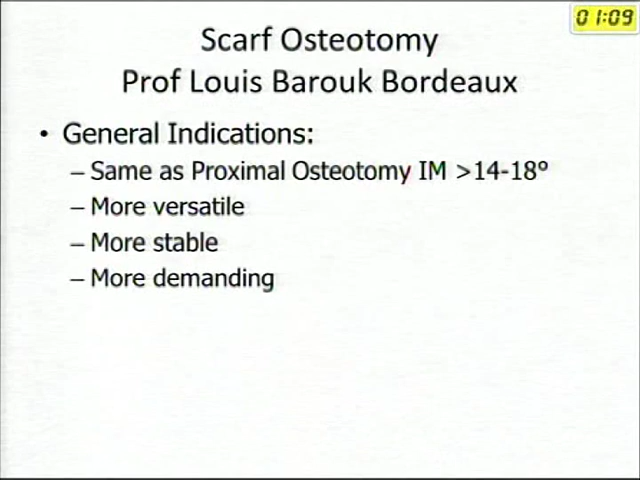 01:09
Scarf Osteotomy
Prof Louis Barouk Bordeaux
• General Indications:
– Same as Proximal Osteotomy IM >14-18º
– More versatile
– More stable
– More demanding